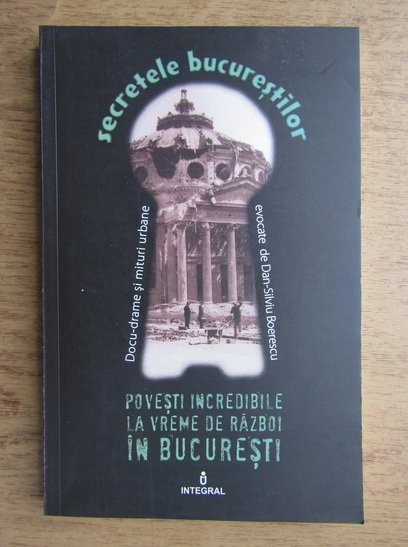 secretele bucureștilor
Docu-drame și mituri urbane
evocate de Dan-Silviu Boerescu
POVEȘTI INCREDIBILE
LA VREME DE RĂZBOI
ÎN BUCUREȘTI
INTEGRAL